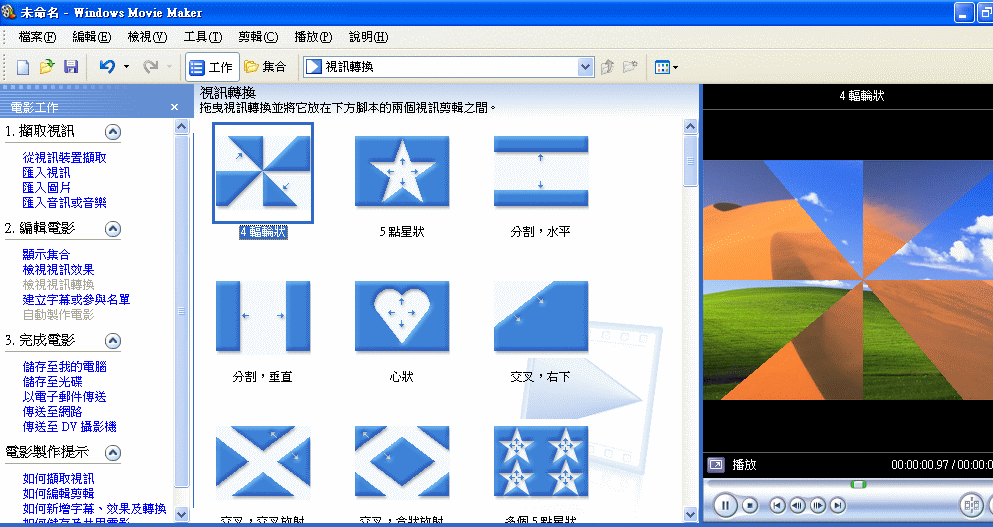 未命名 - Windows Movie Maker
檔案(F) 編輯(E) 檢視(V) 工具(T) 剪輯(C) 播放(P) 說明(H)
工作 集合 視訊轉換
電影工作
1. 擷取視訊
從視訊裝置擷取
匯入視訊
匯入圖片
匯入音訊或音樂
2. 編輯電影
顯示集合
檢視視訊效果
檢視視訊轉換
建立字幕或參與名單
自動製作電影
3. 完成電影
儲存至我的電腦
儲存至光碟
以電子郵件傳送
傳送至網路
傳送至 DV 攝影機
電影製作提示
如何擷取視訊
如何編輯剪輯
如何新增字幕、效果及轉換
如何儲存及共用電影
視訊轉換
拖曳視訊轉換並將它放在下方腳本的兩個視訊剪輯之間。
4 輻輪狀
5 點星狀
分割，水平
分割，垂直
心狀
交叉，右下
交叉，交叉放射
交叉，盒狀放射
多個 5 點星狀
4 輻輪狀
播放
00:00:00.97 / 00:00:0